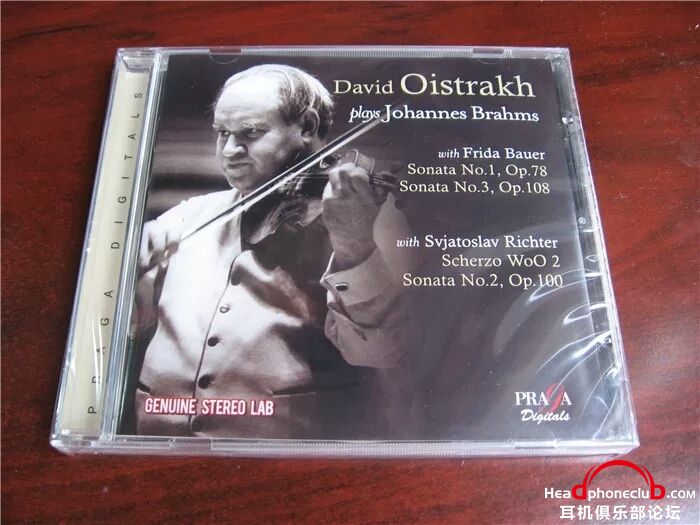 PRAGA DIGITALS
David Oistrakh
plays Johannes Brahms
with Frida Bauer
Sonata No.1, Op.78
Sonata No.3, Op.108
with Svjatoslav Richter
Scherzo WoO 2
Sonata No.2, Op.100
GENUINE STEREO LAB
PRAGA
Digitals
HeadphoneclubD.com
耳机俱乐部论坛